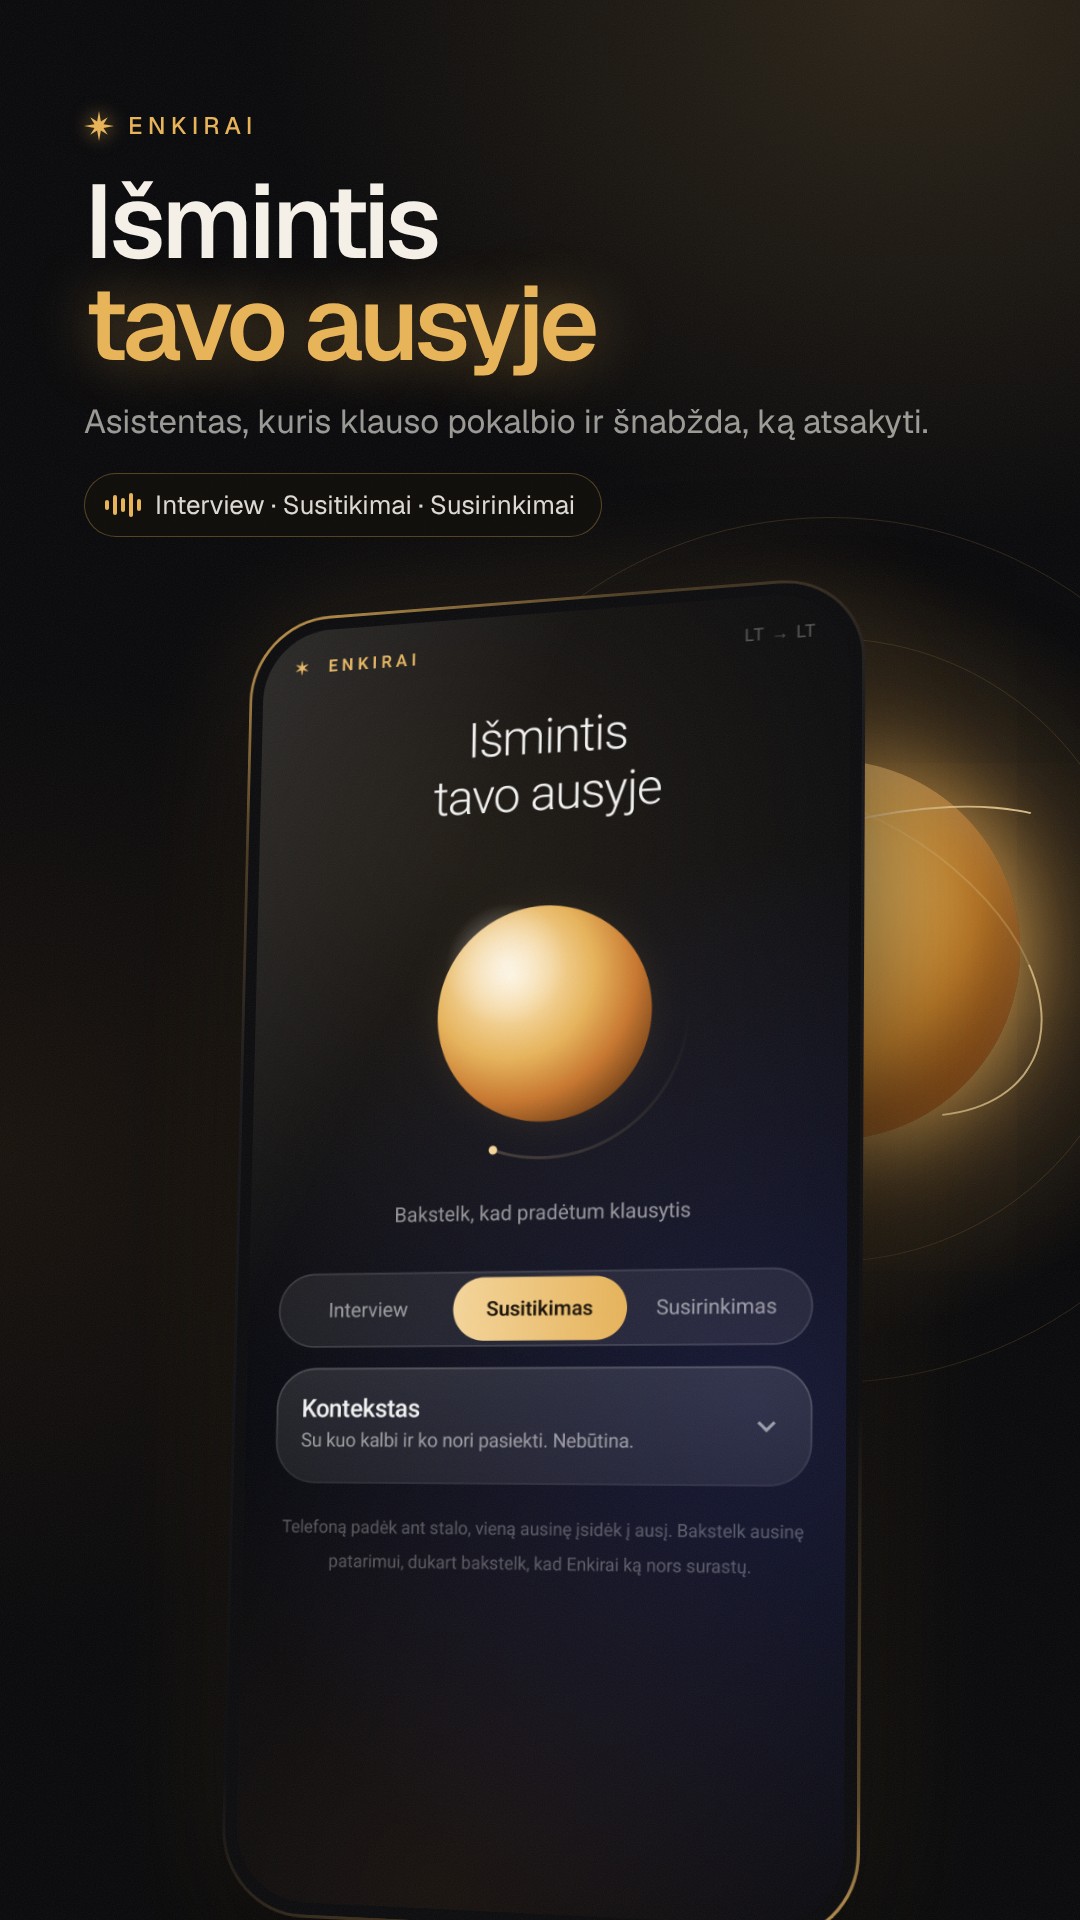 ENKIRAI
Išmintis
tavo ausyje
Asistentas, kuris klauso pokalbio ir šnabžda, ką atsakyti.
Interview · Susitikimai · Susirinkimai
ENKIRAI
LT → LT
Išmintis
tavo ausyje
Bakstelk, kad pradėtum klausytis
Interview
Susitikimas
Susirinkimas
Kontekstas
Su kuo kalbi ir ko nori pasiekti. Nebūtina.
Telefoną padėk ant stalo, vieną ausinę įsidėk į ausį. Bakstelk ausinę
patarimui, dukart bakstelk, kad Enkirai ką nors surastų.